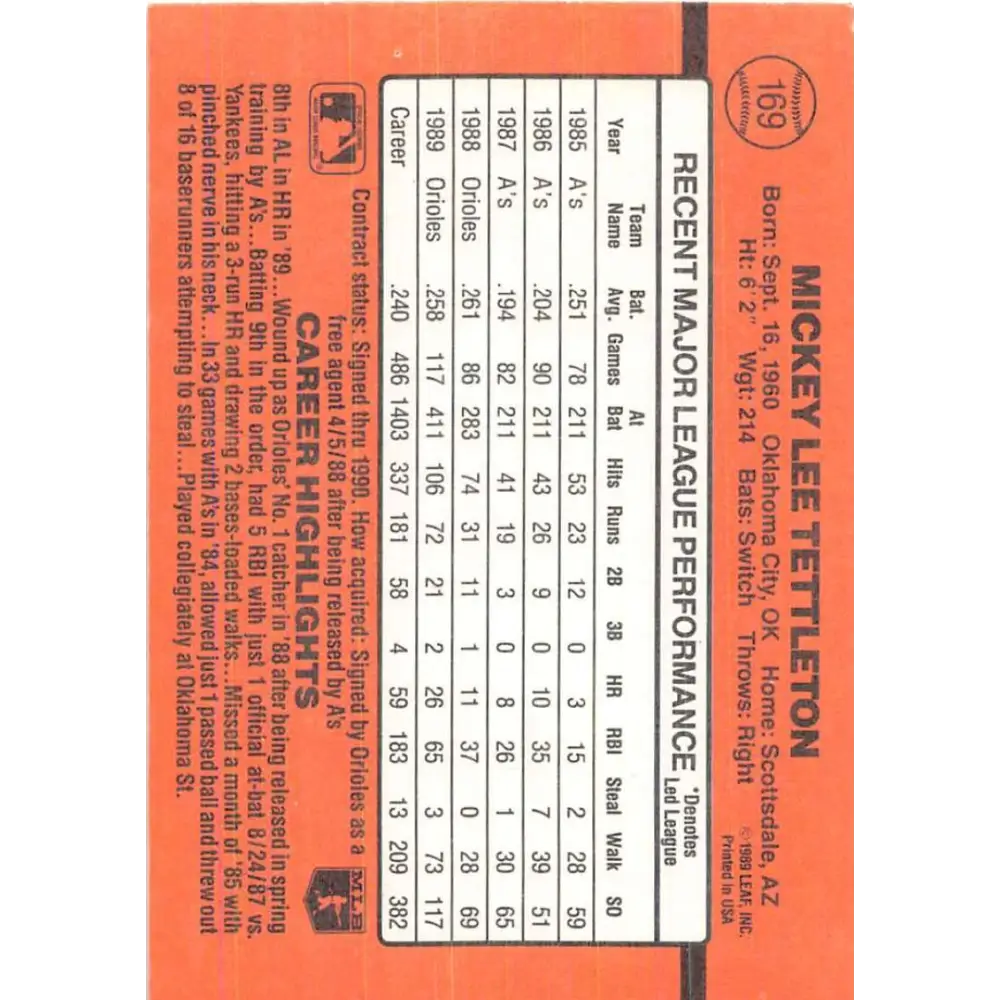 169
MICKEY LEE TETTLETON
Born: Sept. 16, 1960 Oklahoma City, OK Home: Scottsdale, AZ
Ht: 6'2" Wgt: 214 Bats: Switch Throws: Right
© 1989 LEAF, INC.
Printed in USA
RECENT MAJOR LEAGUE PERFORMANCE
*Denotes
Led League
Year Team Name Bat. Avg. Games At Bat Hits Runs 2B 3B HR RBI Steal Walk SO
1985 A's .251 78 211 53 23 12 0 3 15 2 28 59
1986 A's .204 90 211 43 26 9 0 10 35 7 39 51
1987 A's .194 82 211 41 19 3 0 8 26 1 30 65
1988 Orioles .261 86 283 74 31 11 1 11 37 0 28 69
1989 Orioles .258 117 411 106 72 21 2 26 65 3 73 117
Career .240 486 1403 337 181 58 4 59 183 13 209 382
Contract status: Signed thru 1990. How acquired: Signed by Orioles as a
free agent 4/5/88 after being released by A's
CAREER HIGHLIGHTS
MLB
8th in AL in HR in '89...Wound up as Orioles' No. 1 catcher in '88 after being released in spring
training by A's...Batting 9th in the order, had 5 RBI with just 1 official at-bat 8/24/87 vs.
Yankees, hitting a 3-run HR and drawing 2 bases-loaded walks...Missed a month of '85 with
pinched nerve in his neck...In 33 games with A's in '84, allowed just 1 passed ball and threw out
8 of 16 baserunners attempting to steal...Played collegiately at Oklahoma St.